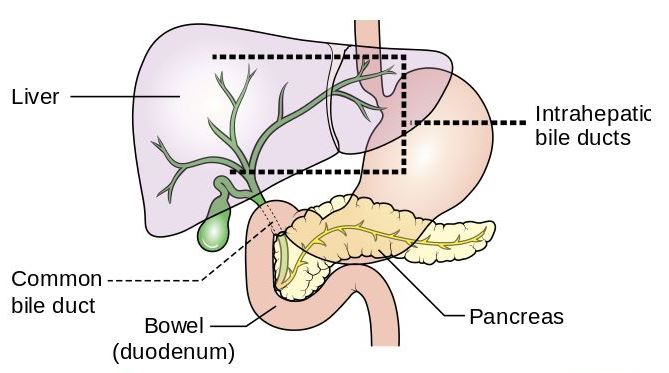 Liver
Intrahepatic
bile ducts
Common
bile duct
Bowel
(duodenum)
Pancreas